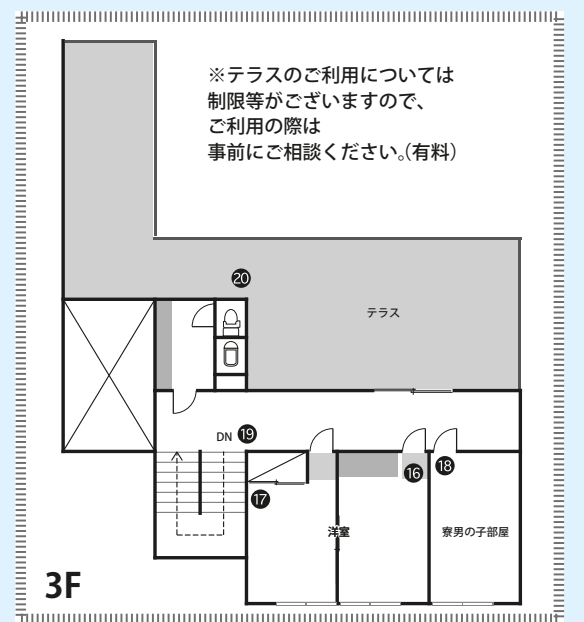 ※テラスのご利用については
制限等がございますので、
ご利用の際は
事前にご相談ください。(有料)
⑳
テラス
DN ⑲
⑯ ⑱
⑰
洋室
寮男の子部屋
3F